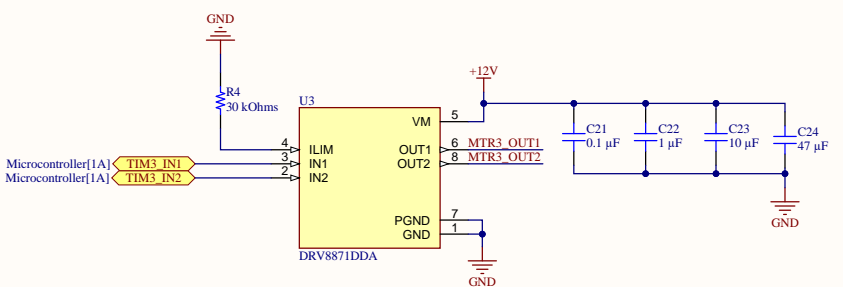 GND
R4
30 kOhms
U3
+12V
VM 5
4 ILIM
3 IN1
2 IN2
OUT1 6 MTR3_OUT1
OUT2 8 MTR3_OUT2
Microcontroller[1A] TIM3_IN1
Microcontroller[1A] TIM3_IN2
PGND 7
GND 1
DRV8871DDA
GND
C21
0.1 µF
C22
1 µF
C23
10 µF
C24
47 µF
GND